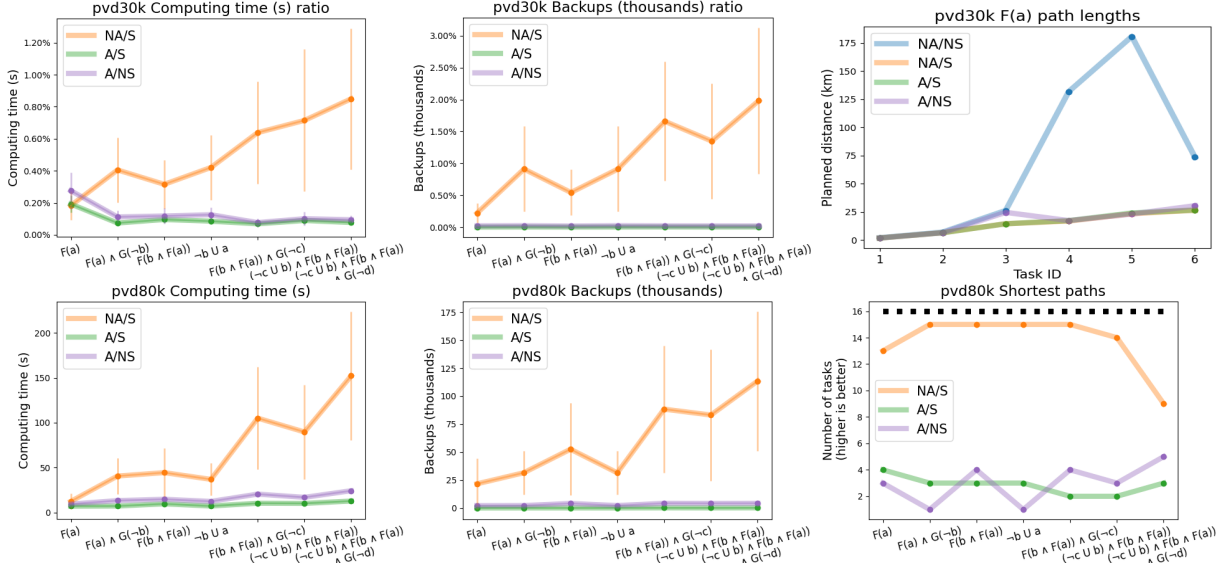 pvd30k Computing time (s) ratio
Computing time (s)
1.20%
1.00%
0.80%
0.60%
0.40%
0.20%
0.00%
NA/S
A/S
A/NS
F(a)
F(a) ∧ G(¬b)
F(b ∧ F(a))
¬b U a
F(b ∧ F(a)) ∧ G(¬c)
(¬c U b) ∧ F(b ∧ F(a))
(¬c U b) ∧ F(b ∧ F(a))
∧ G(¬d)
pvd30k Backups (thousands) ratio
Backups (thousands)
3.00%
2.50%
2.00%
1.50%
1.00%
0.50%
0.00%
NA/S
A/S
A/NS
F(a)
F(a) ∧ G(¬b)
F(b ∧ F(a))
¬b U a
F(b ∧ F(a)) ∧ G(¬c)
(¬c U b) ∧ F(b ∧ F(a))
(¬c U b) ∧ F(b ∧ F(a))
∧ G(¬d)
pvd30k F(a) path lengths
Planned distance (km)
175
150
125
100
75
50
25
0
NA/NS
NA/S
A/S
A/NS
1 2 3 4 5 6
Task ID
pvd80k Computing time (s)
Computing time (s)
200
150
100
50
0
NA/S
A/S
A/NS
F(a)
F(a) ∧ G(¬b)
F(b ∧ F(a))
¬b U a
F(b ∧ F(a)) ∧ G(¬c)
(¬c U b) ∧ F(b ∧ F(a))
(¬c U b) ∧ F(b ∧ F(a))
∧ G(¬d)
pvd80k Backups (thousands)
Backups (thousands)
175
150
125
100
75
50
25
0
NA/S
A/S
A/NS
F(a)
F(a) ∧ G(¬b)
F(b ∧ F(a))
¬b U a
F(b ∧ F(a)) ∧ G(¬c)
(¬c U b) ∧ F(b ∧ F(a))
(¬c U b) ∧ F(b ∧ F(a))
∧ G(¬d)
pvd80k Shortest paths
Number of tasks
(higher is better)
16
14
12
10
8
6
4
2
NA/S
A/S
A/NS
F(a)
F(a) ∧ G(¬b)
F(b ∧ F(a))
¬b U a
F(b ∧ F(a)) ∧ G(¬c)
(¬c U b) ∧ F(b ∧ F(a))
(¬c U b) ∧ F(b ∧ F(a))
∧ G(¬d)